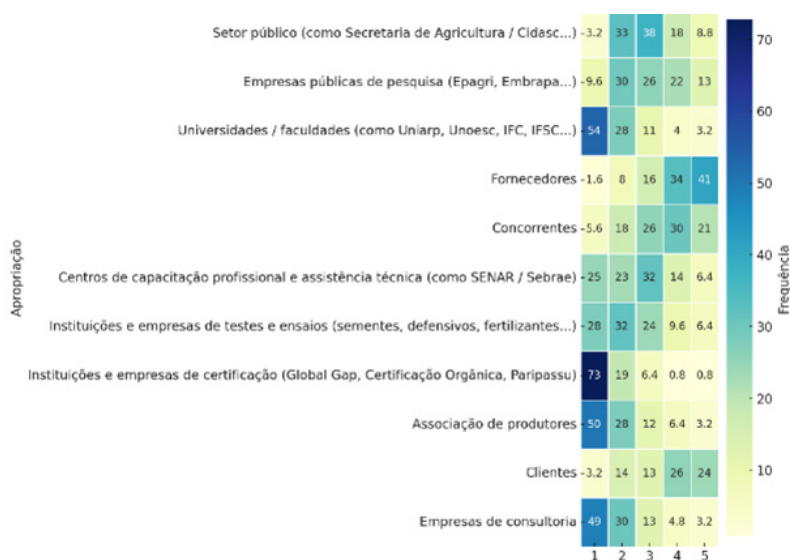 Setor público (como Secretaria de Agricultura / Cidasc...) 3.2 33 38 18 8.8
Empresas públicas de pesquisa (Epagri, Embrapa...) 9.6 30 26 22 13
Universidades / faculdades (como Uniarp, Unoesc, IFC, IFSC...) 54 28 11 4 3.2
Fornecedores 1.6 8 16 34 41
Concorrentes 5.6 18 26 30 21
Centros de capacitação profissional e assistência técnica (como SENAR / Sebrae) 25 23 32 14 6.4
Instituições e empresas de testes e ensaios (sementes, defensivos, fertilizantes...) 28 32 24 9.6 6.4
Instituições e empresas de certificação (Global Gap, Certificação Orgânica, Paripassu) 73 19 6.4 0.8 0.8
Associação de produtores 50 28 12 6.4 3.2
Clientes 3.2 14 13 26 24
Empresas de consultoria 49 30 13 4.8 3.2
1 2 3 4 5
Apropriação
70
60
50
40
30
20
10
Frequência